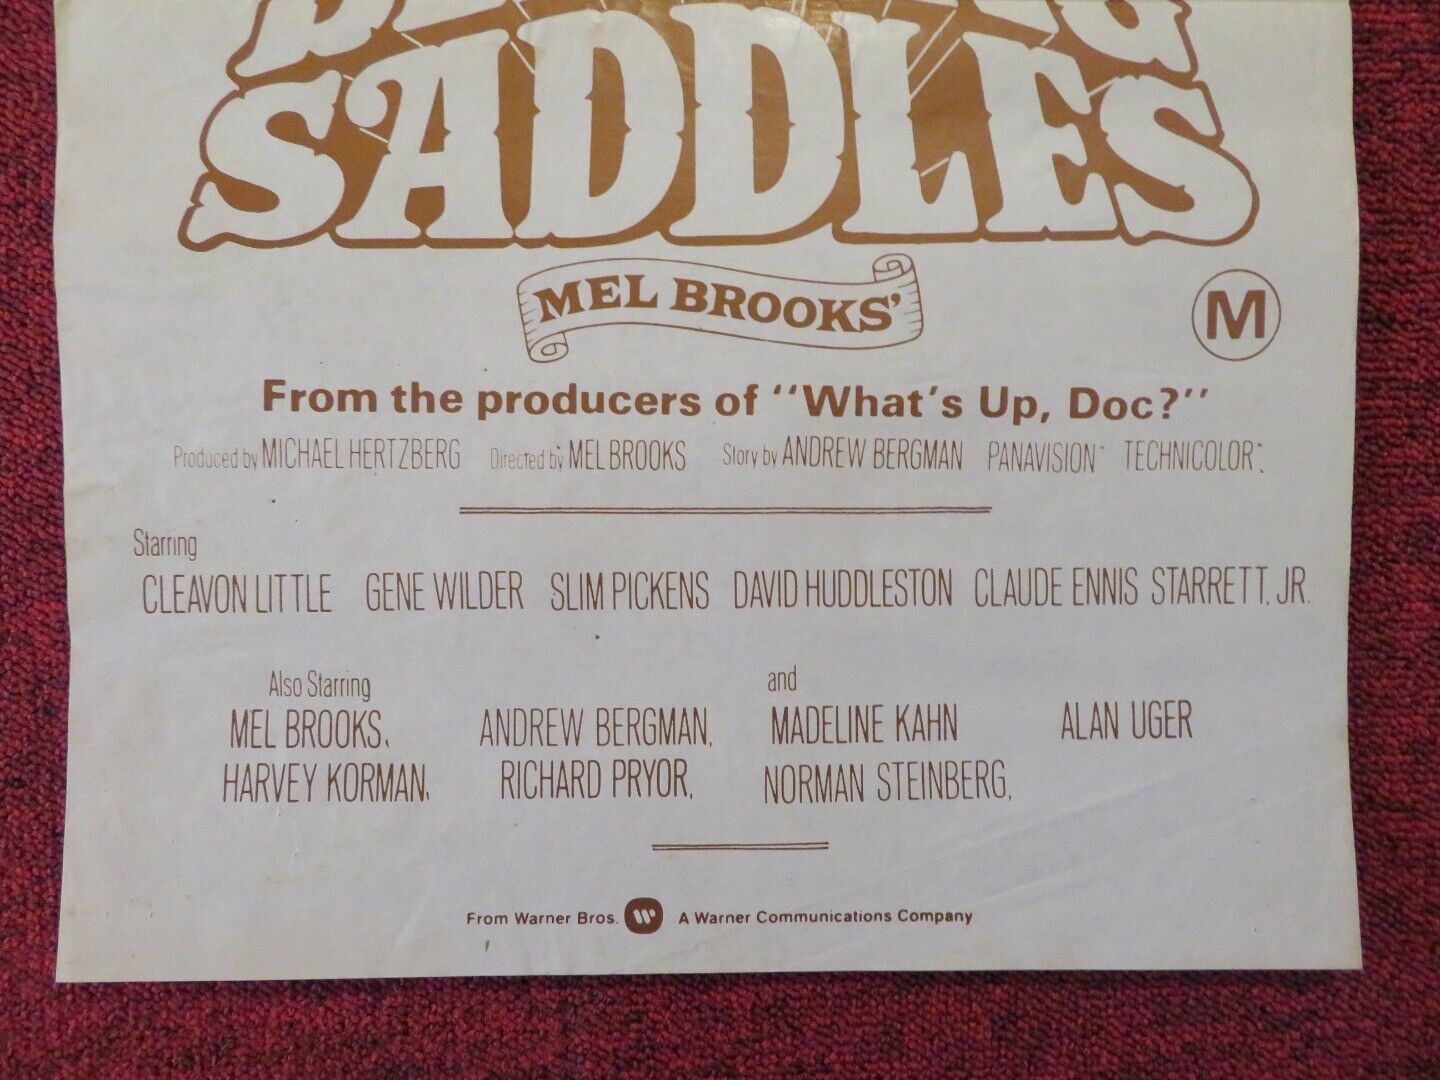 SADDLES
MEL BROOKS'
M
From the producers of "What's Up, Doc?"
Produced by MICHAEL HERTZBERG Directed by MEL BROOKS Story by ANDREW BERGMAN PANAVISION® TECHNICOLOR®.
Starring
CLEAVON LITTLE GENE WILDER SLIM PICKENS DAVID HUDDLESTON CLAUDE ENNIS STARRETT, JR.
Also Starring and
MEL BROOKS, ANDREW BERGMAN, MADELINE KAHN ALAN UGER
HARVEY KORMAN, RICHARD PRYOR, NORMAN STEINBERG,
From Warner Bros. W A Warner Communications Company